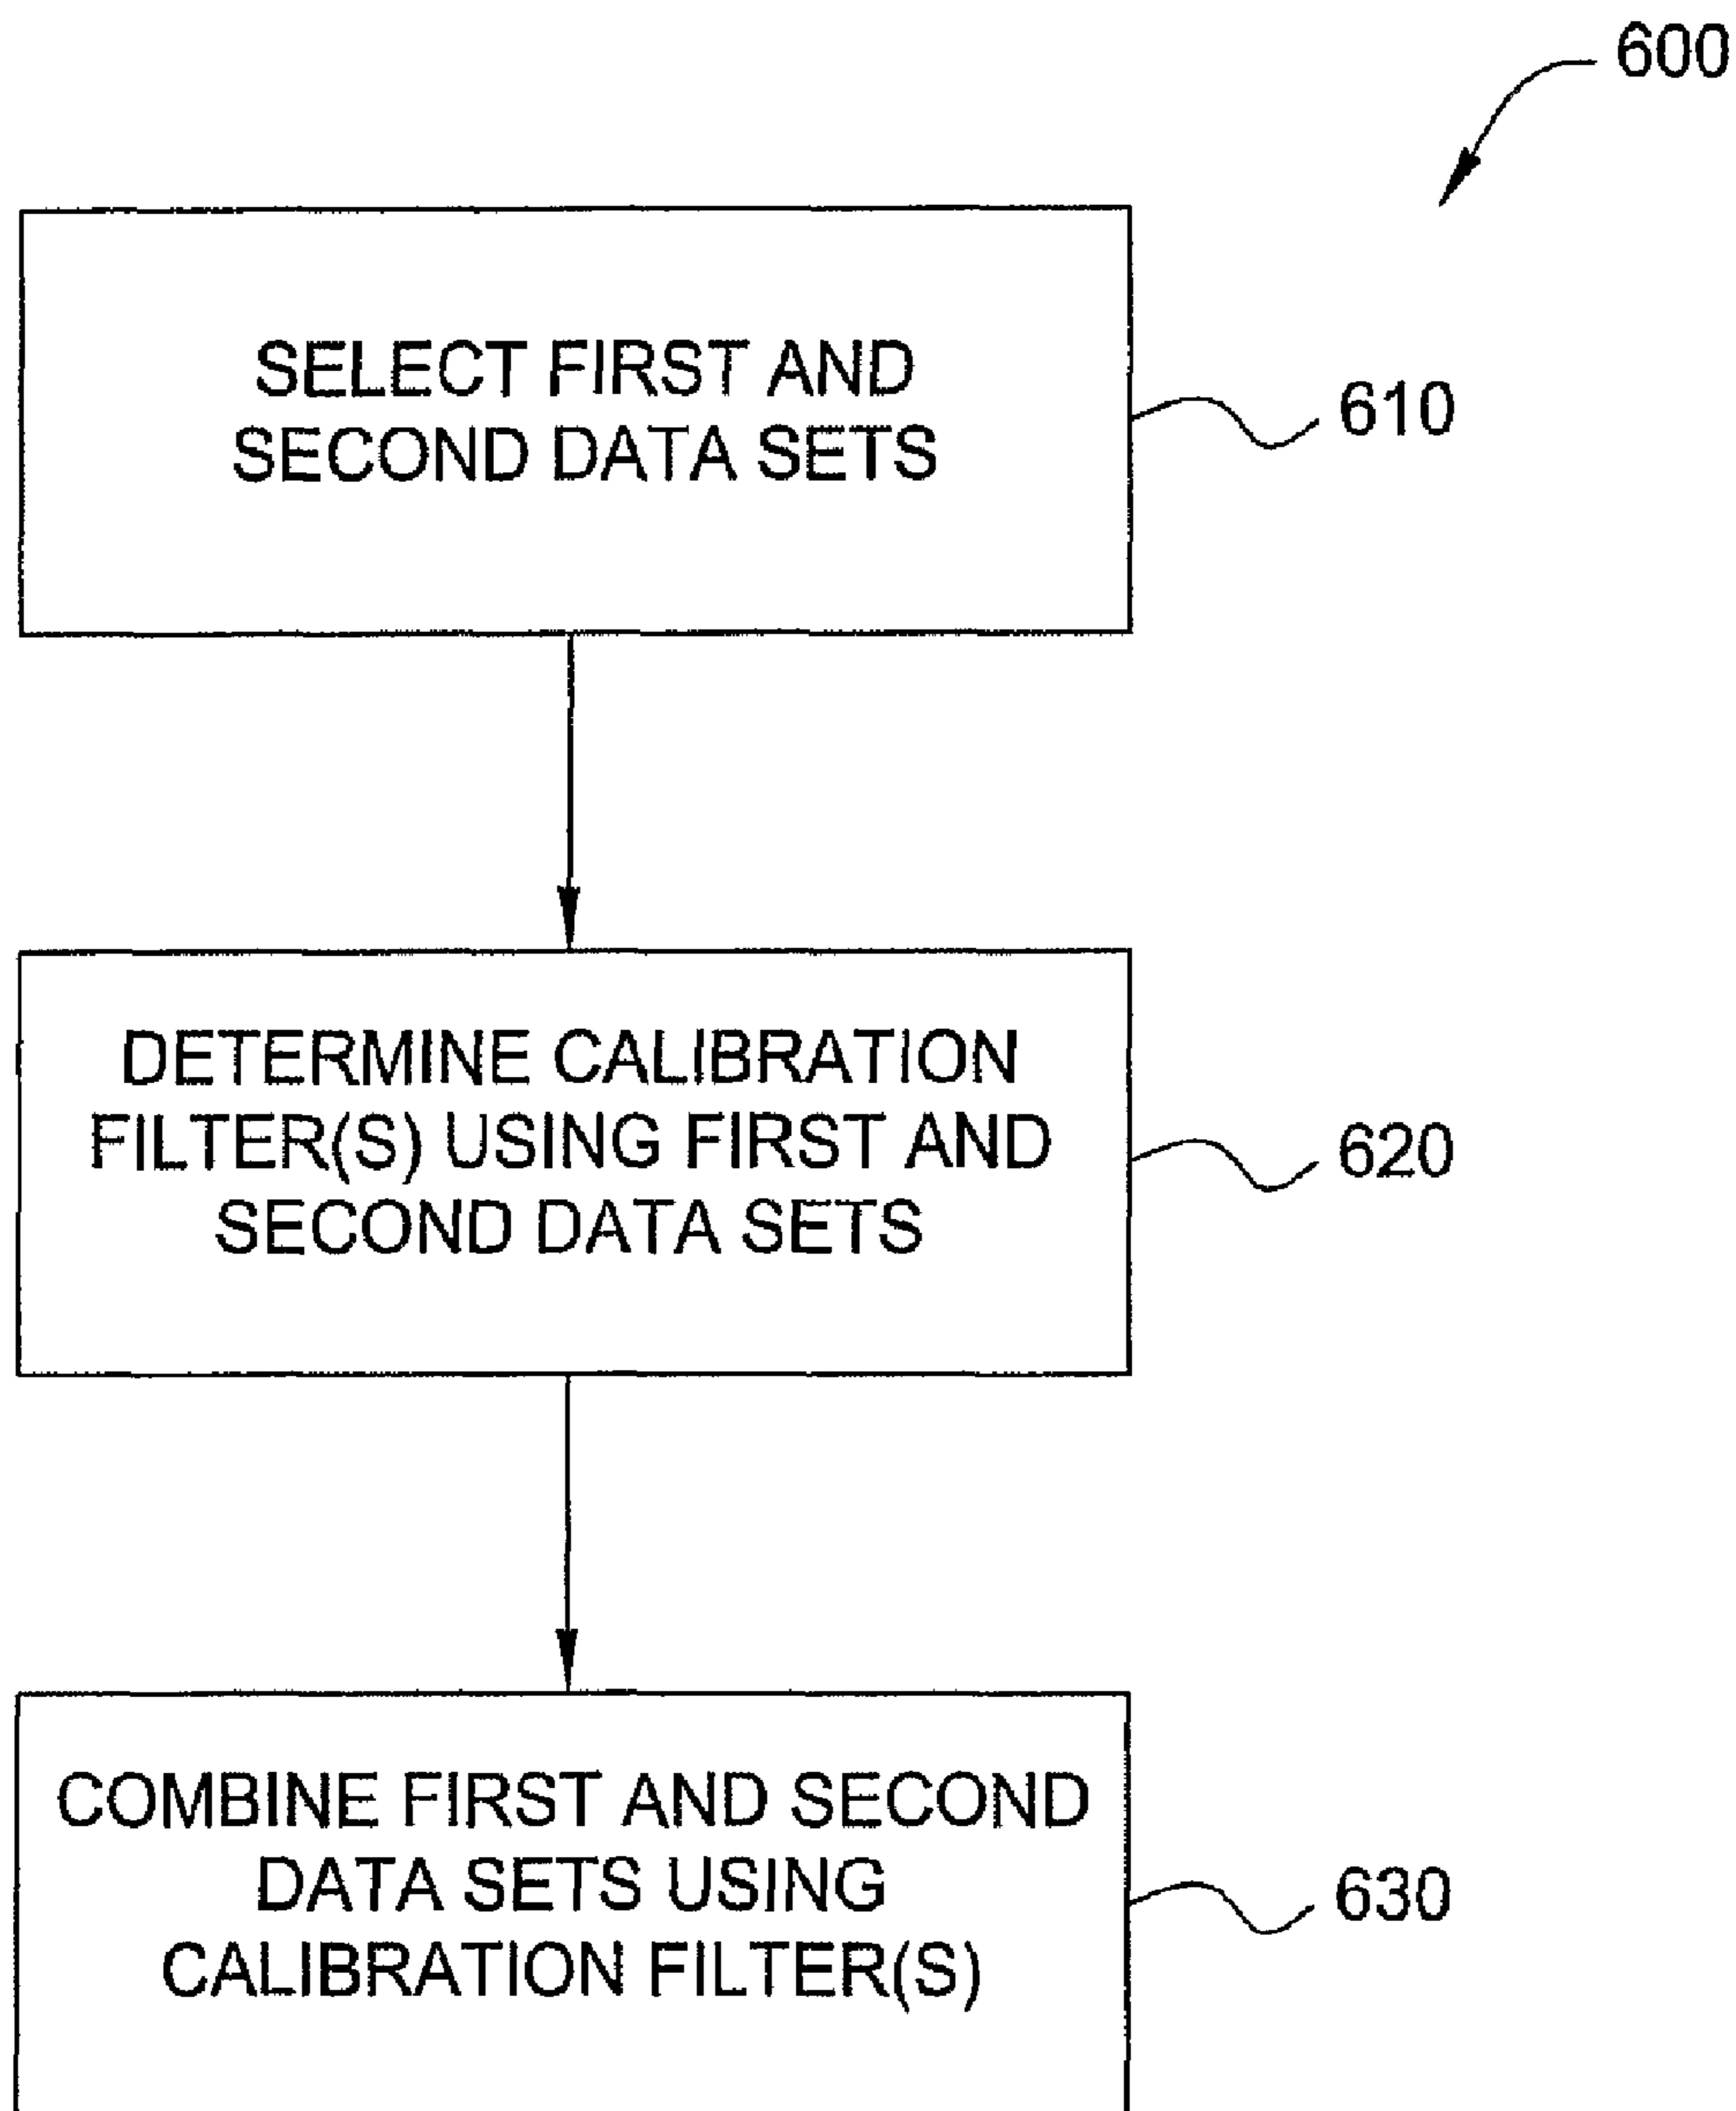 600
SELECT FIRST AND
SECOND DATA SETS
610
DETERMINE CALIBRATION
FILTER(S) USING FIRST AND
SECOND DATA SETS
620
COMBINE FIRST AND SECOND
DATA SETS USING
CALIBRATION FILTER(S)
630